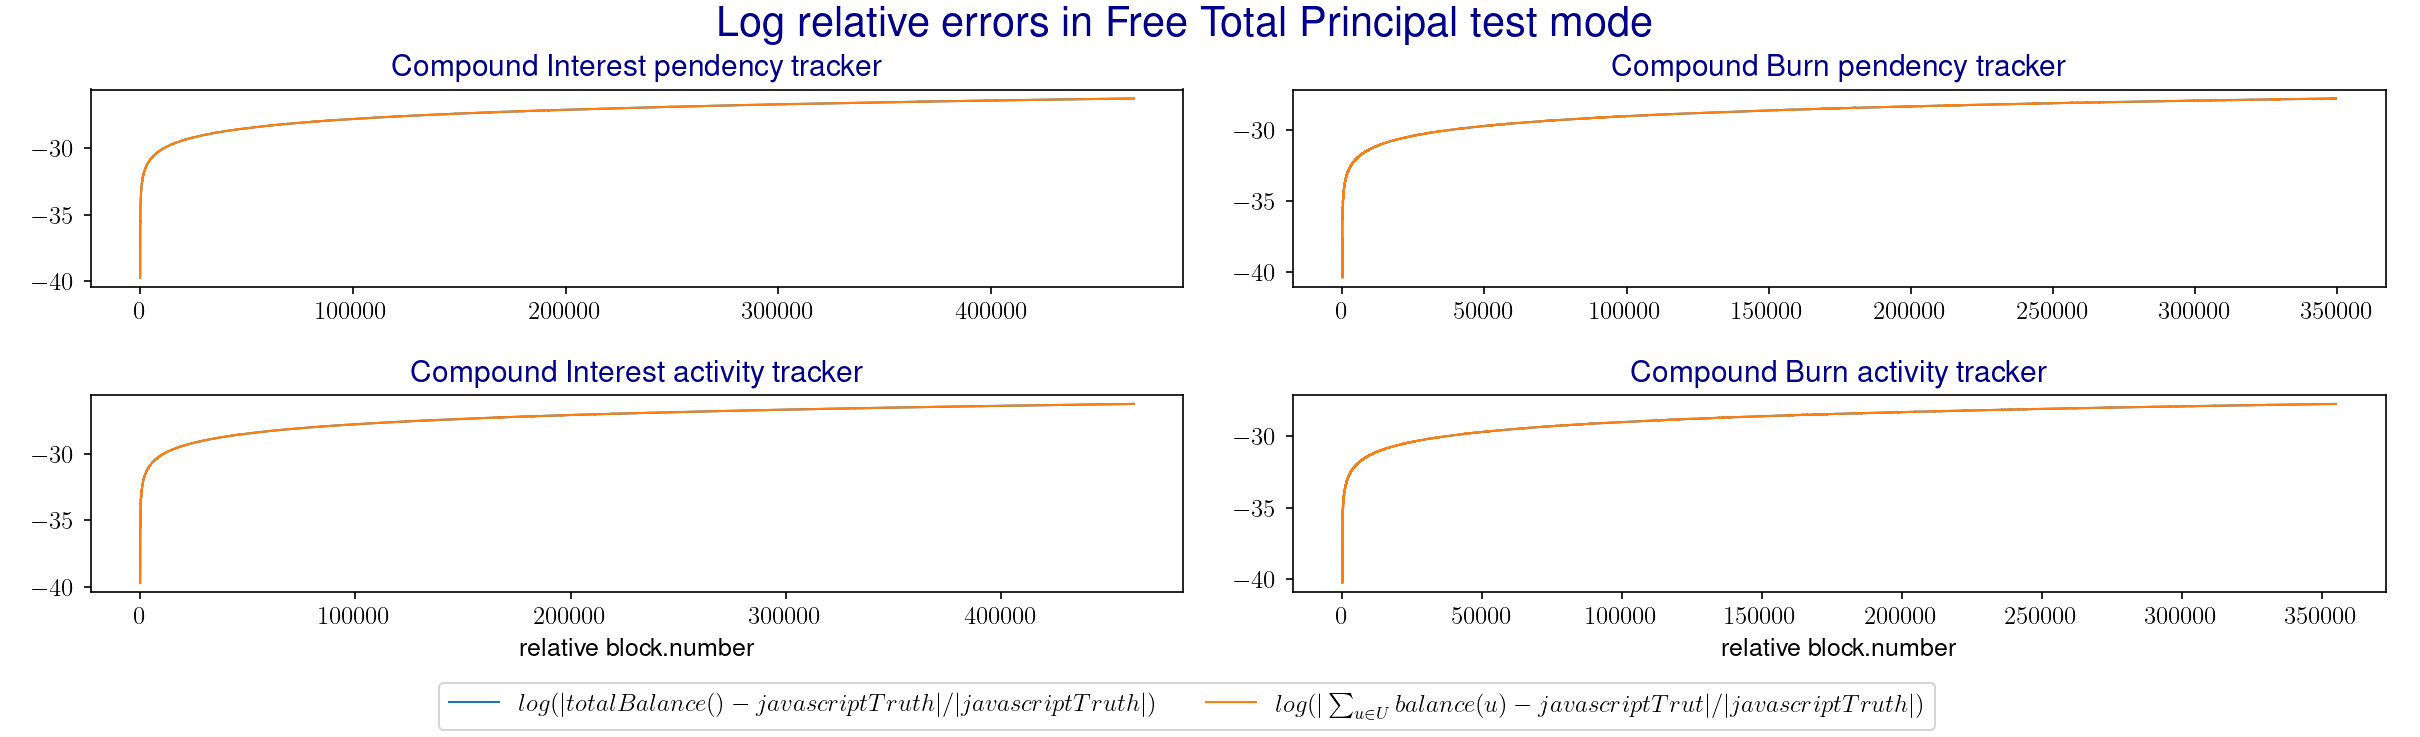 Log relative errors in Free Total Principal test mode
Compound Interest pendency tracker
−30
−35
−40
0 100000 200000 300000 400000
Compound Burn pendency tracker
−30
−35
−40
0 50000 100000 150000 200000 250000 300000 350000
Compound Interest activity tracker
−30
−35
−40
0 100000 200000 300000 400000
relative block.number
Compound Burn activity tracker
−30
−35
−40
0 50000 100000 150000 200000 250000 300000 350000
relative block.number
log(|totalBalance() − javascriptTruth|/|javascriptTruth|)
log(| ∑u∈U balance(u) − javascriptTrut|/|javascriptTruth|)